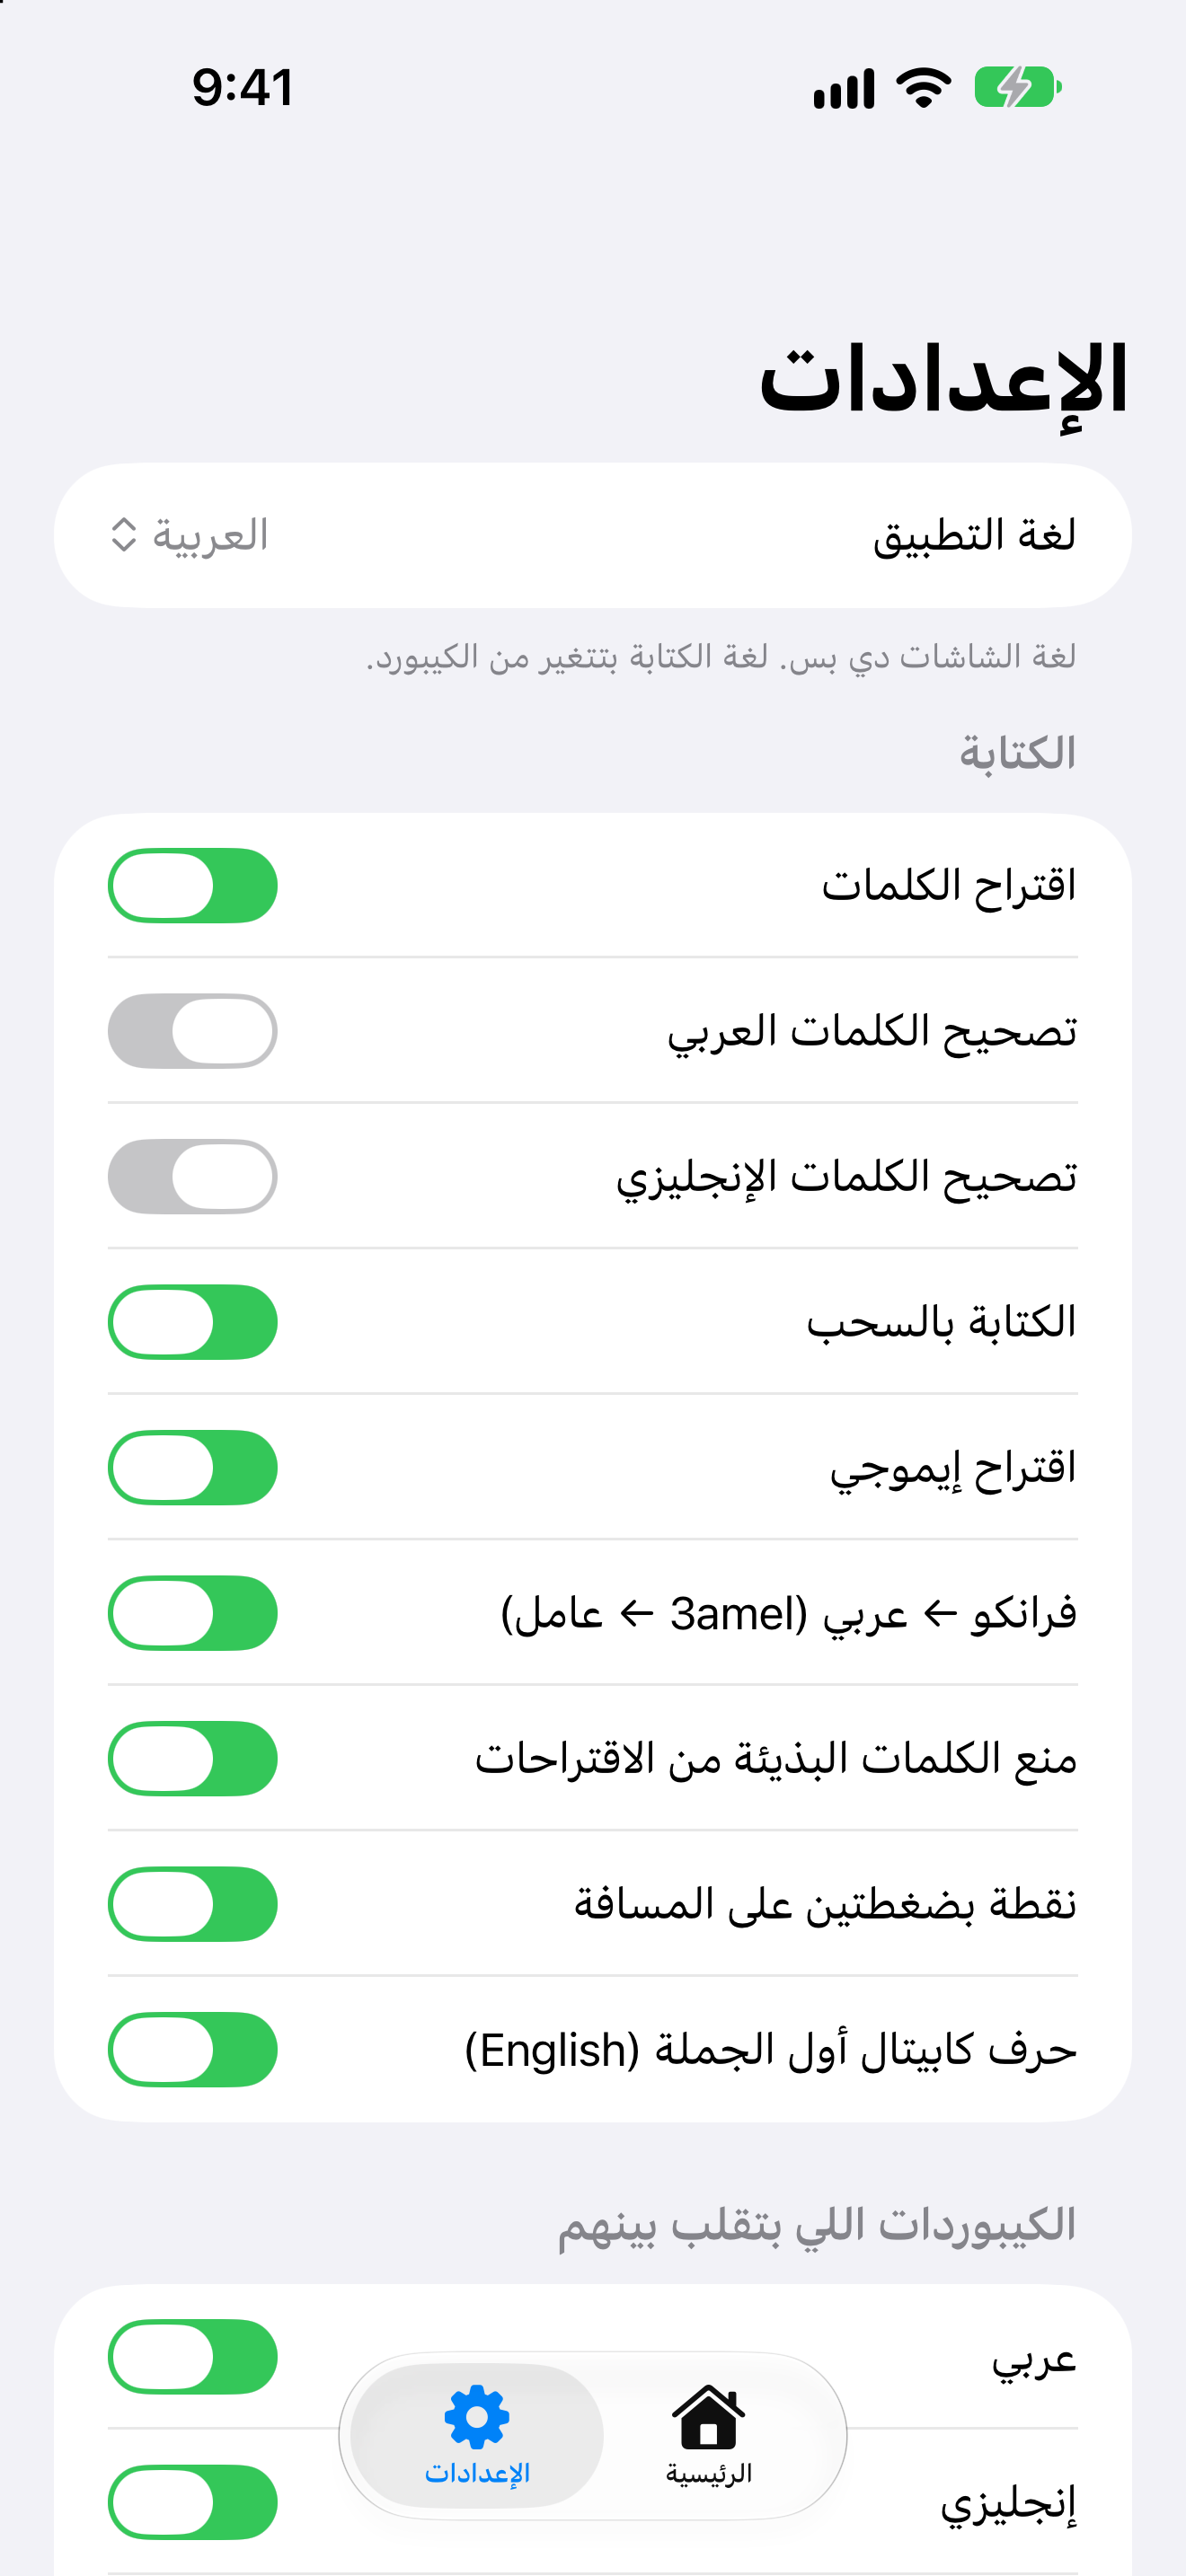 9:41
الإعدادات
لغة التطبيق
العربية
لغة الشاشات دي بس. لغة الكتابة بتتغير من الكيبورد.
الكتابة
اقتراح الكلمات
تصحيح الكلمات العربي
تصحيح الكلمات الإنجليزي
الكتابة بالسحب
اقتراح إيموجي
فرانكو ← عربي (3amel ← عامل)
منع الكلمات البذيئة من الاقتراحات
نقطة بضغطتين على المسافة
حرف كابيتال أول الجملة (English)
الكيبوردات اللي بتقلب بينهم
عربي
إنجليزي
الرئيسية
الإعدادات